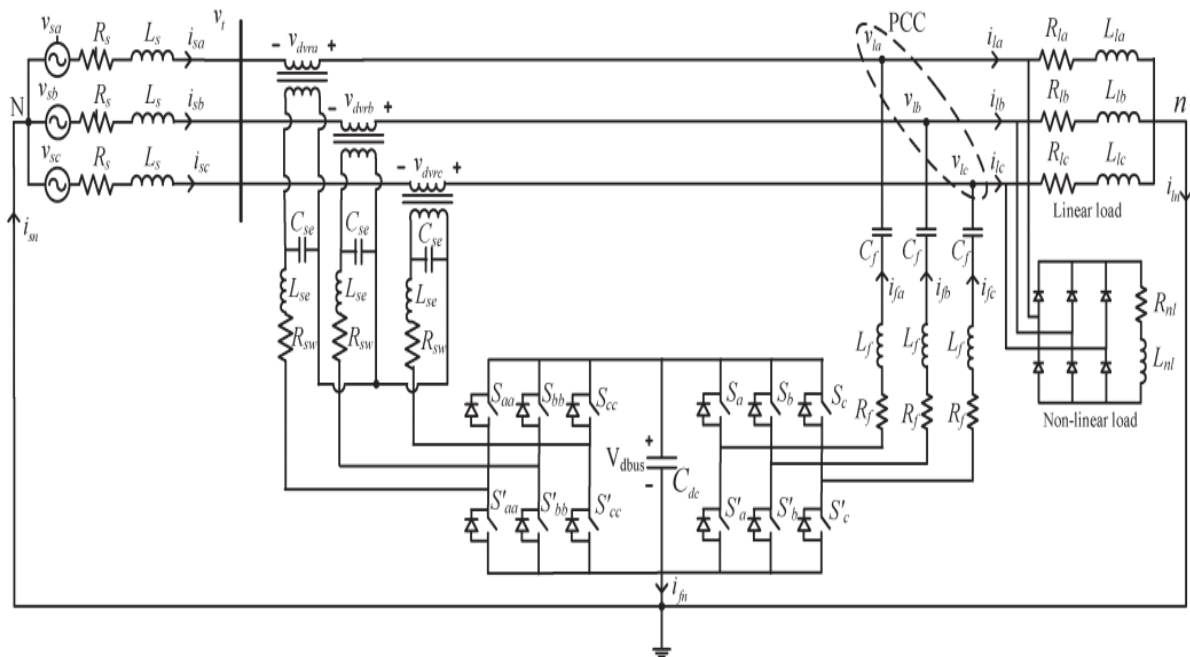 v_sa R_s L_s i_sa v_t - v_dvra + v_la PCC i_la R_la L_la
N v_sb R_s L_s i_sb - v_dvrb + v_lb i_lb R_lb L_lb n
v_sc R_s L_s i_sc - v_dvrc + v_lc i_lc R_lc L_lc
i_sn i_ln
Linear load
C_se C_se C_se
C_f C_f C_f
L_se L_se L_se
i_fa i_fb i_fc
R_sw R_sw R_sw
L_f L_f L_f
R_nl
L_nl
Non-linear load
S_aa S_bb S_cc S_a S_b S_c
R_f R_f R_f
+
V_dbus
-
C_dc
S'_aa S'_bb S'_cc S'_a S'_b S'_c
i_fn